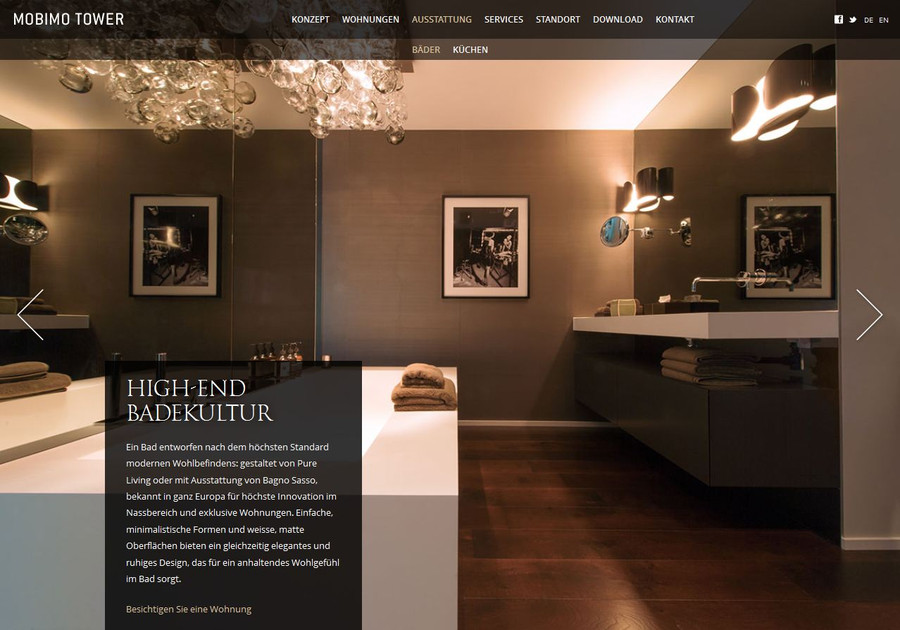 MOBIMO TOWER
KONZEPT WOHNUNGEN AUSSTATTUNG SERVICES STANDORT DOWNLOAD KONTAKT
DE EN
BÄDER KÜCHEN
HIGH-END
BADEKULTUR
Ein Bad entworfen nach dem höchsten Standard
modernen Wohlbefindens: gestaltet von Pure
Living oder mit Ausstattung von Bagno Sasso,
bekannt in ganz Europa für höchste Innovation im
Nassbereich und exklusive Wohnungen. Einfache,
minimalistische Formen und weisse, matte
Oberflächen bieten ein gleichzeitig elegantes und
ruhiges Design, das für ein anhaltendes Wohlgefühl
im Bad sorgt.
Besichtigen Sie eine Wohnung